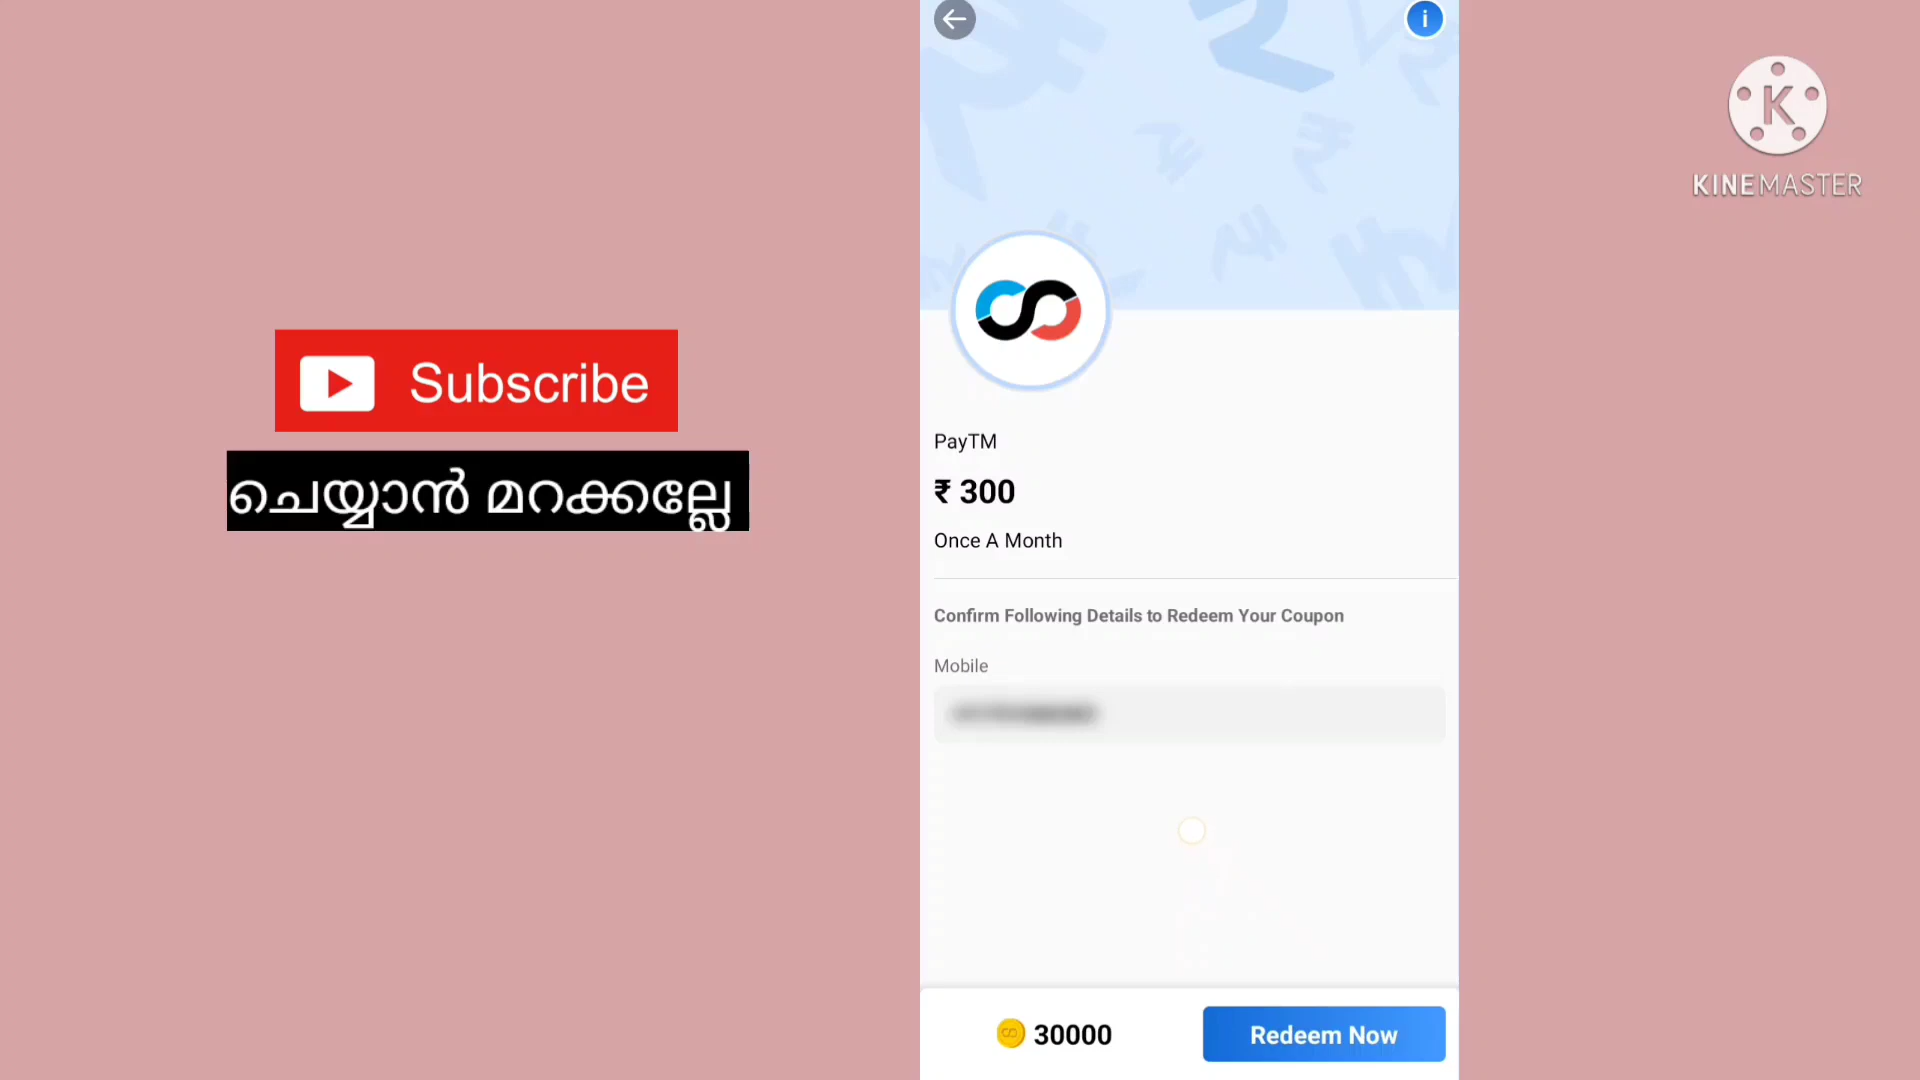 Subscribe
ചെയ്യാൻ മറക്കല്ലേ
i
K
KINEMASTER
PayTM
₹ 300
Once A Month
Confirm Following Details to Redeem Your Coupon
Mobile
30000
Redeem Now